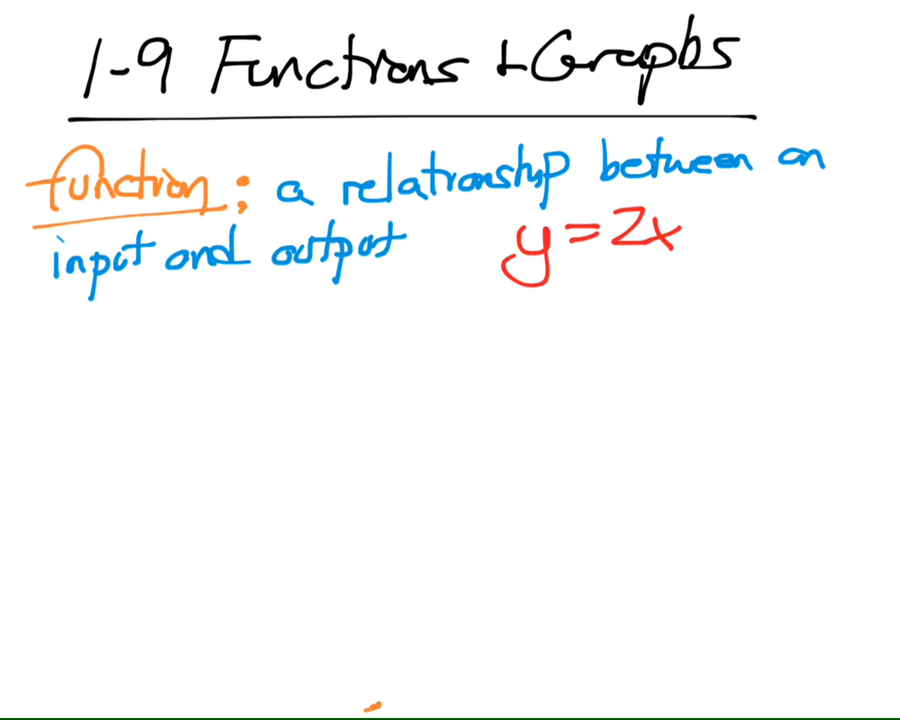 1-9 Functions + Graphs
function: a relationship between an
input and output y=2x